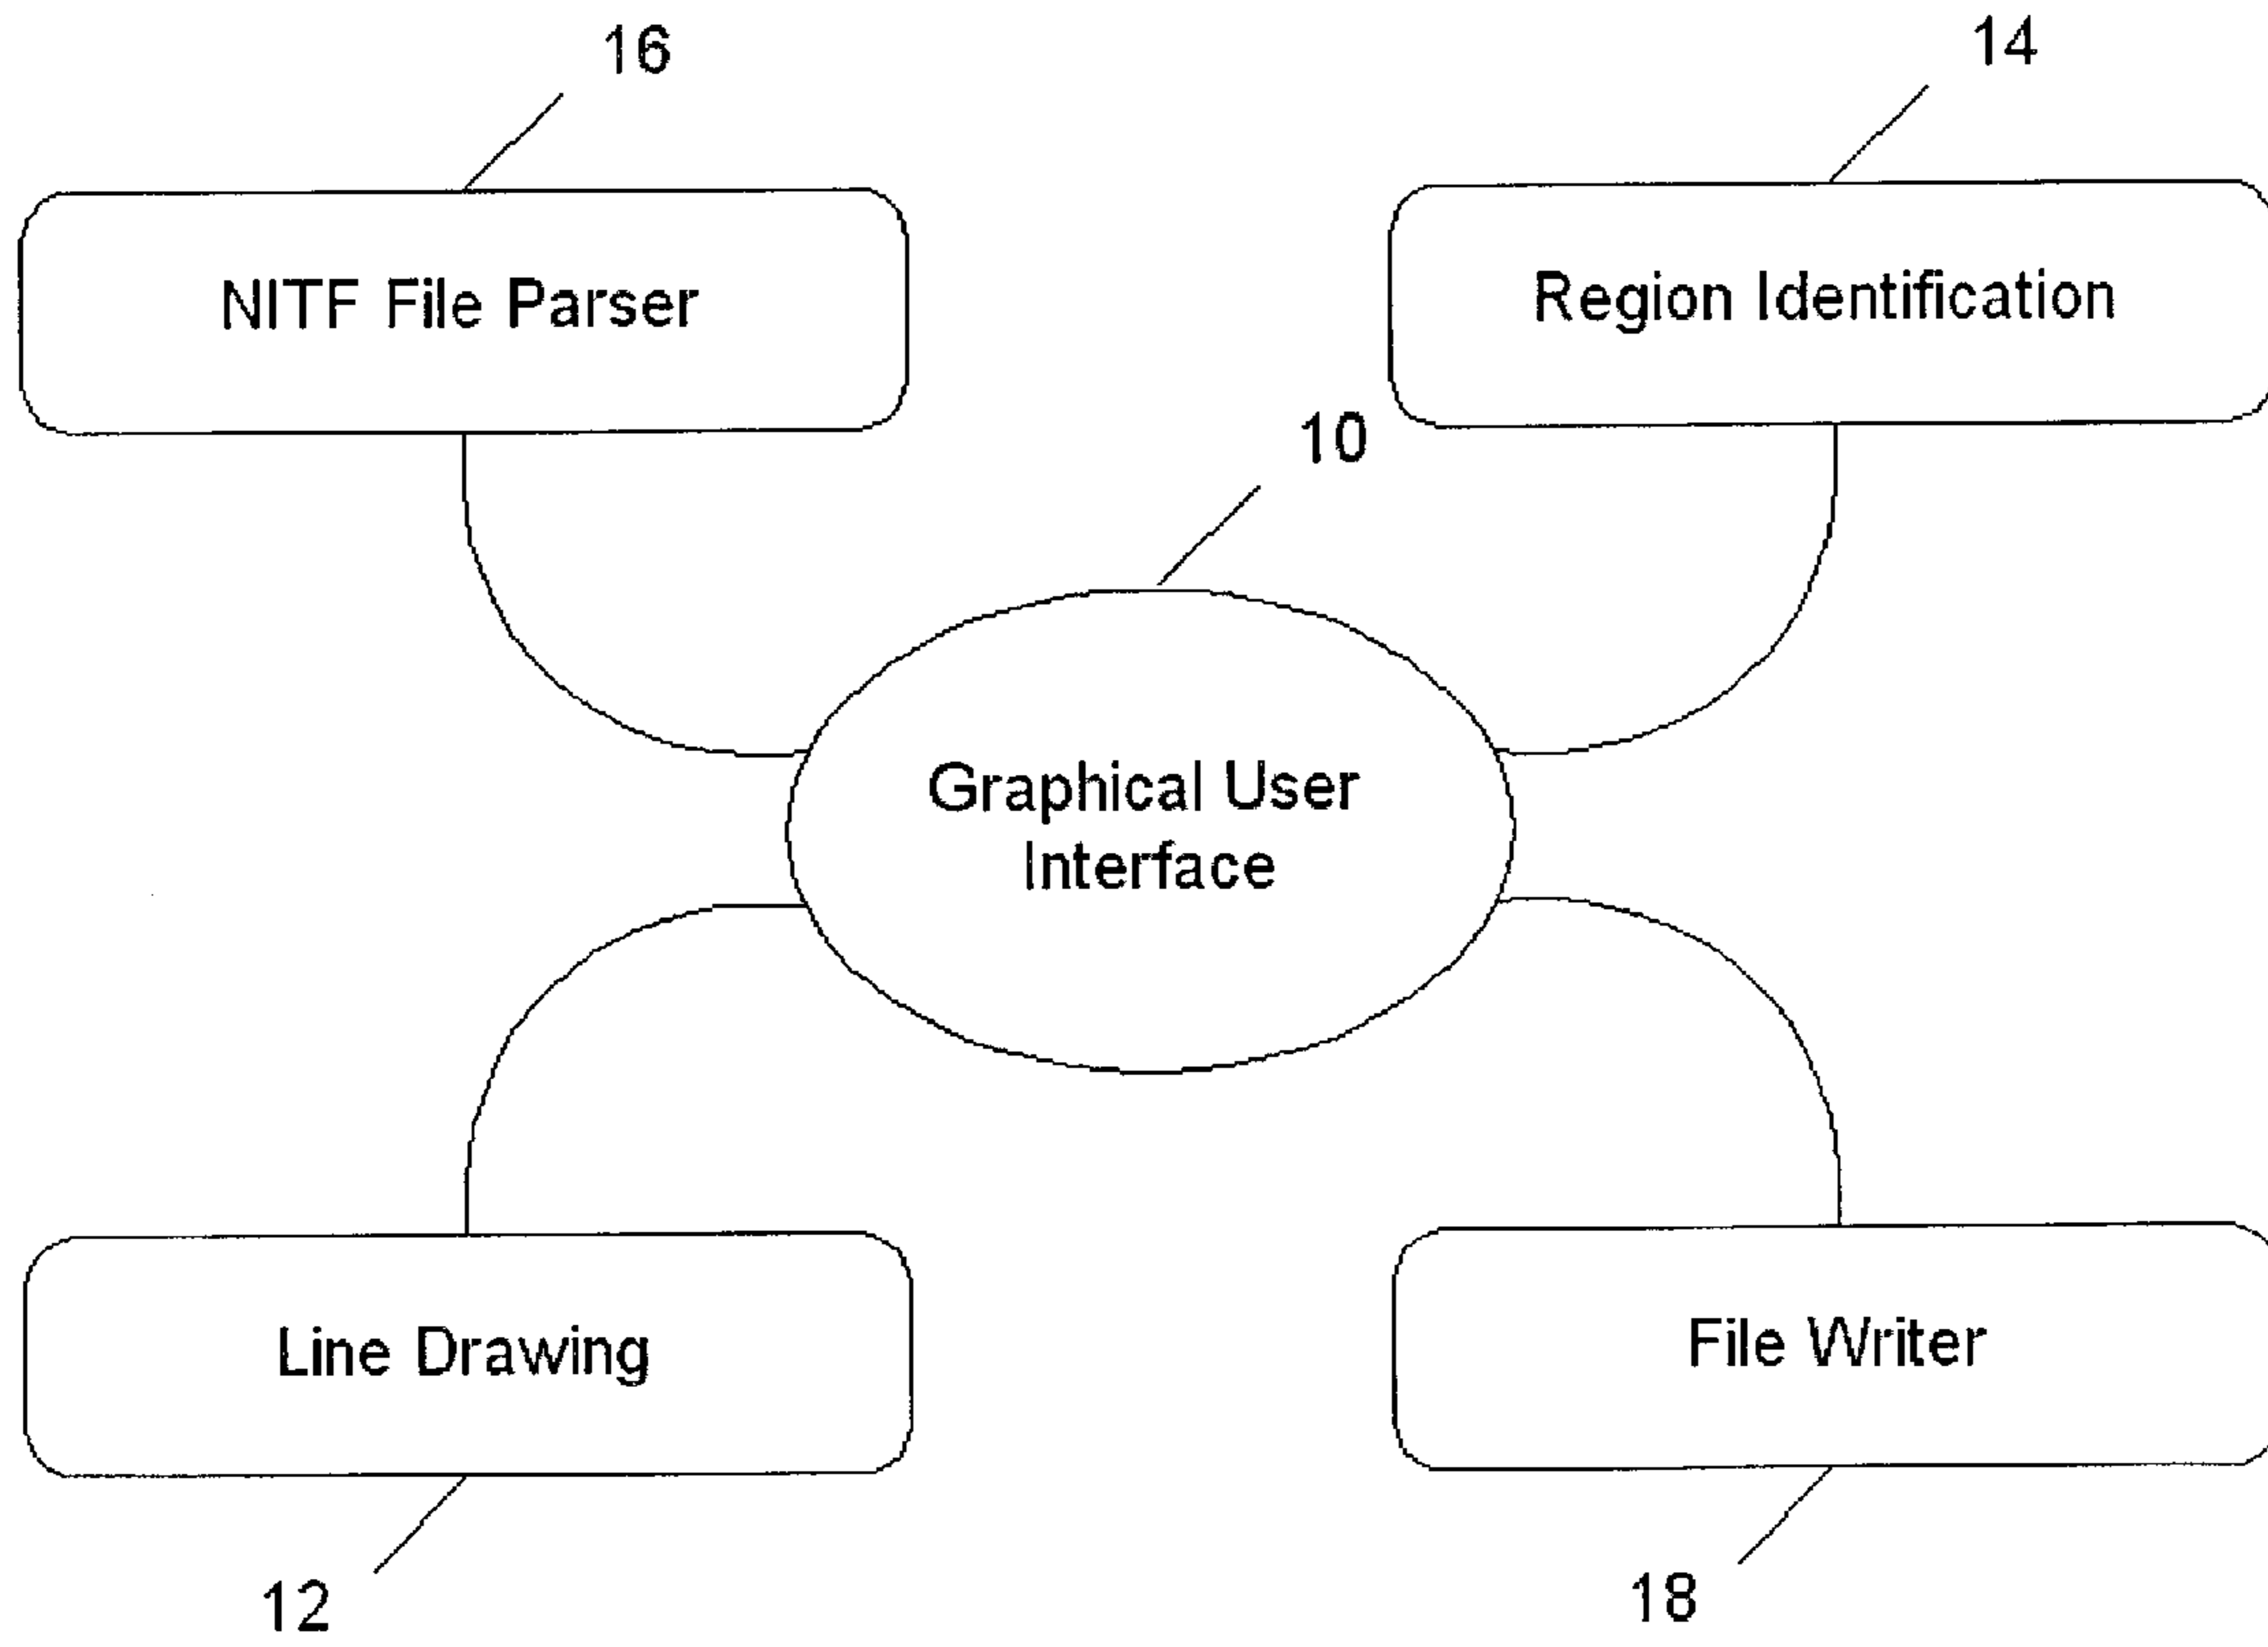 16
14
NITF File Parser
Region Identification
10
Graphical User
Interface
Line Drawing
File Writer
12
18